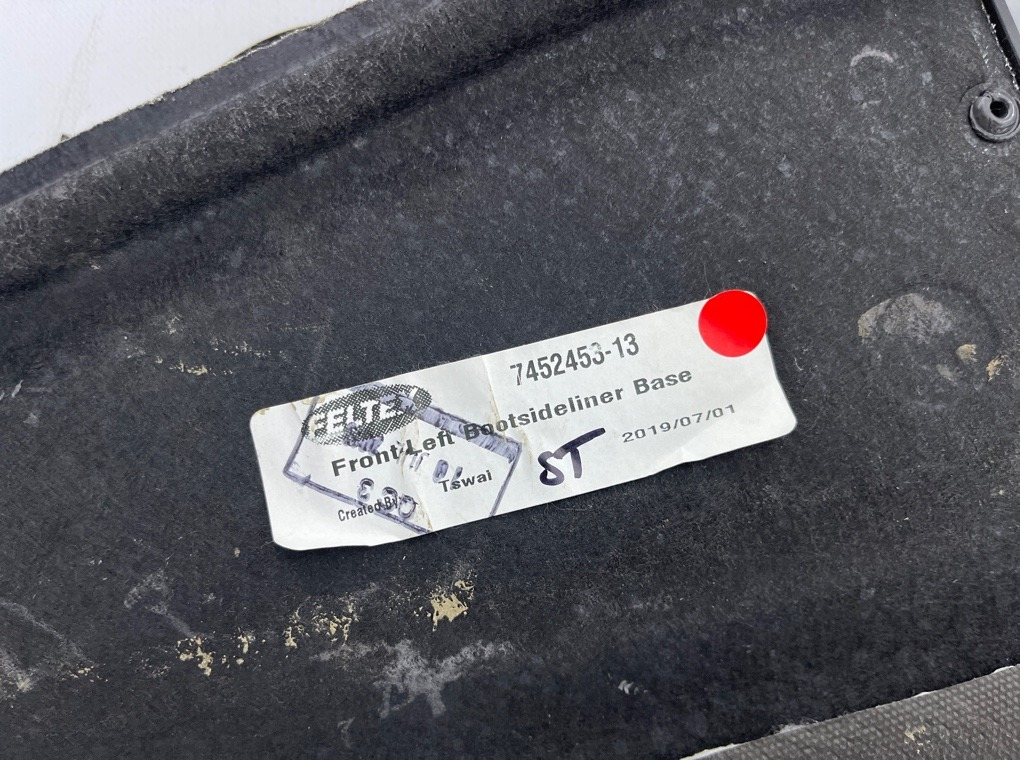 7452453-13
FELTEX
Front Left Bootsideliner Base
2019/07/01
Created By:
Tswai
ST